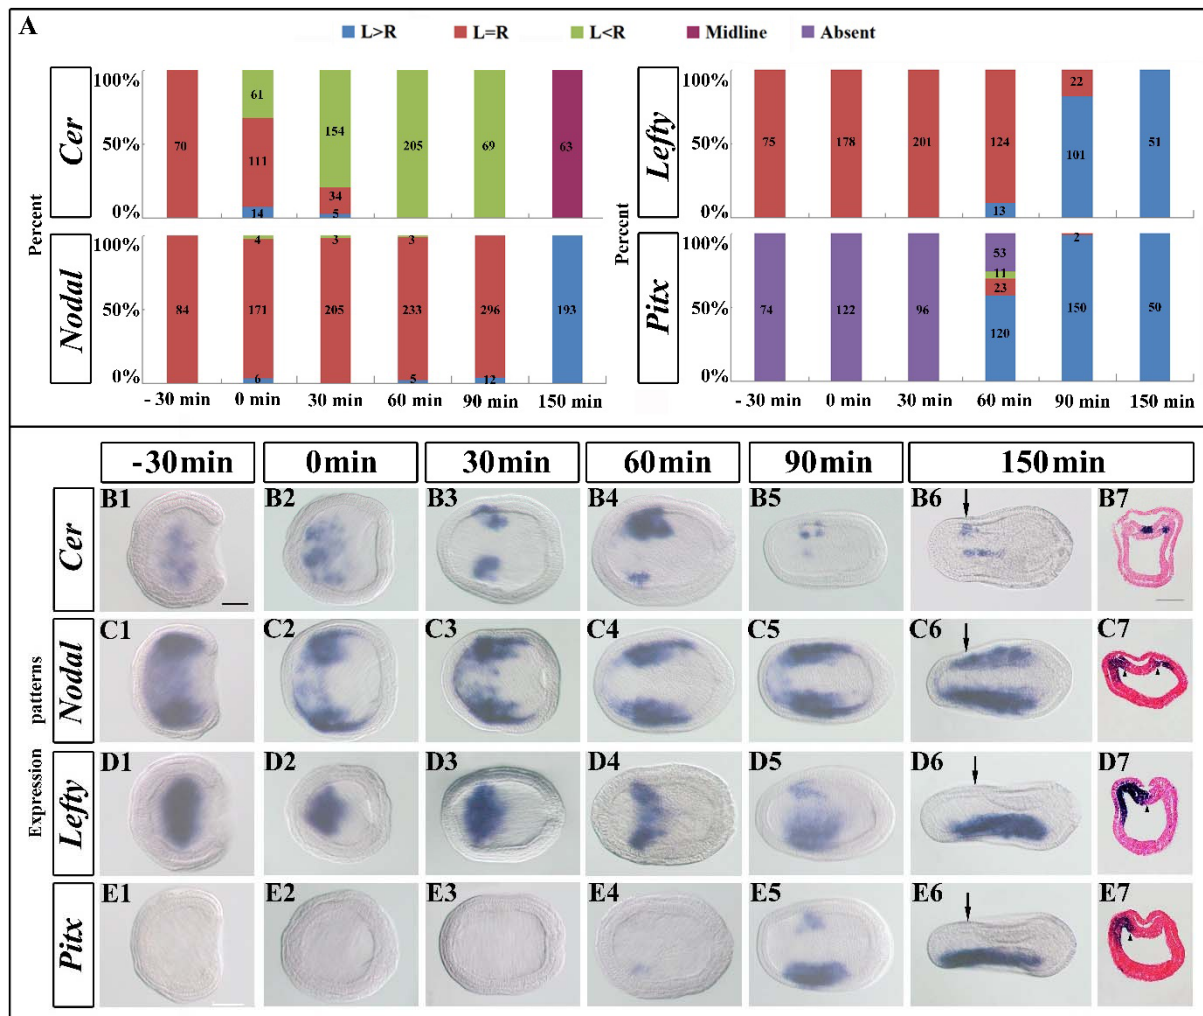 A
L>R L=R L<R Midline Absent
Percent
Cer
100%
50%
0%
70
61
111
14
154
34
5
205
69
63
Nodal
100%
50%
0%
84
4
171
6
3
205
3
233
5
296
12
193
-30 min 0 min 30 min 60 min 90 min 150 min
Percent
Lefty
100%
50%
0%
75
178
201
124
13
22
101
51
Pitx
100%
50%
0%
74
122
96
53
11
23
120
2
150
50
-30 min 0 min 30 min 60 min 90 min 150 min
-30min 0min 30min 60min 90min 150min
Expression patterns
Cer
B1 B2 B3 B4 B5 B6 B7
Nodal
C1 C2 C3 C4 C5 C6 C7
Lefty
D1 D2 D3 D4 D5 D6 D7
Pitx
E1 E2 E3 E4 E5 E6 E7